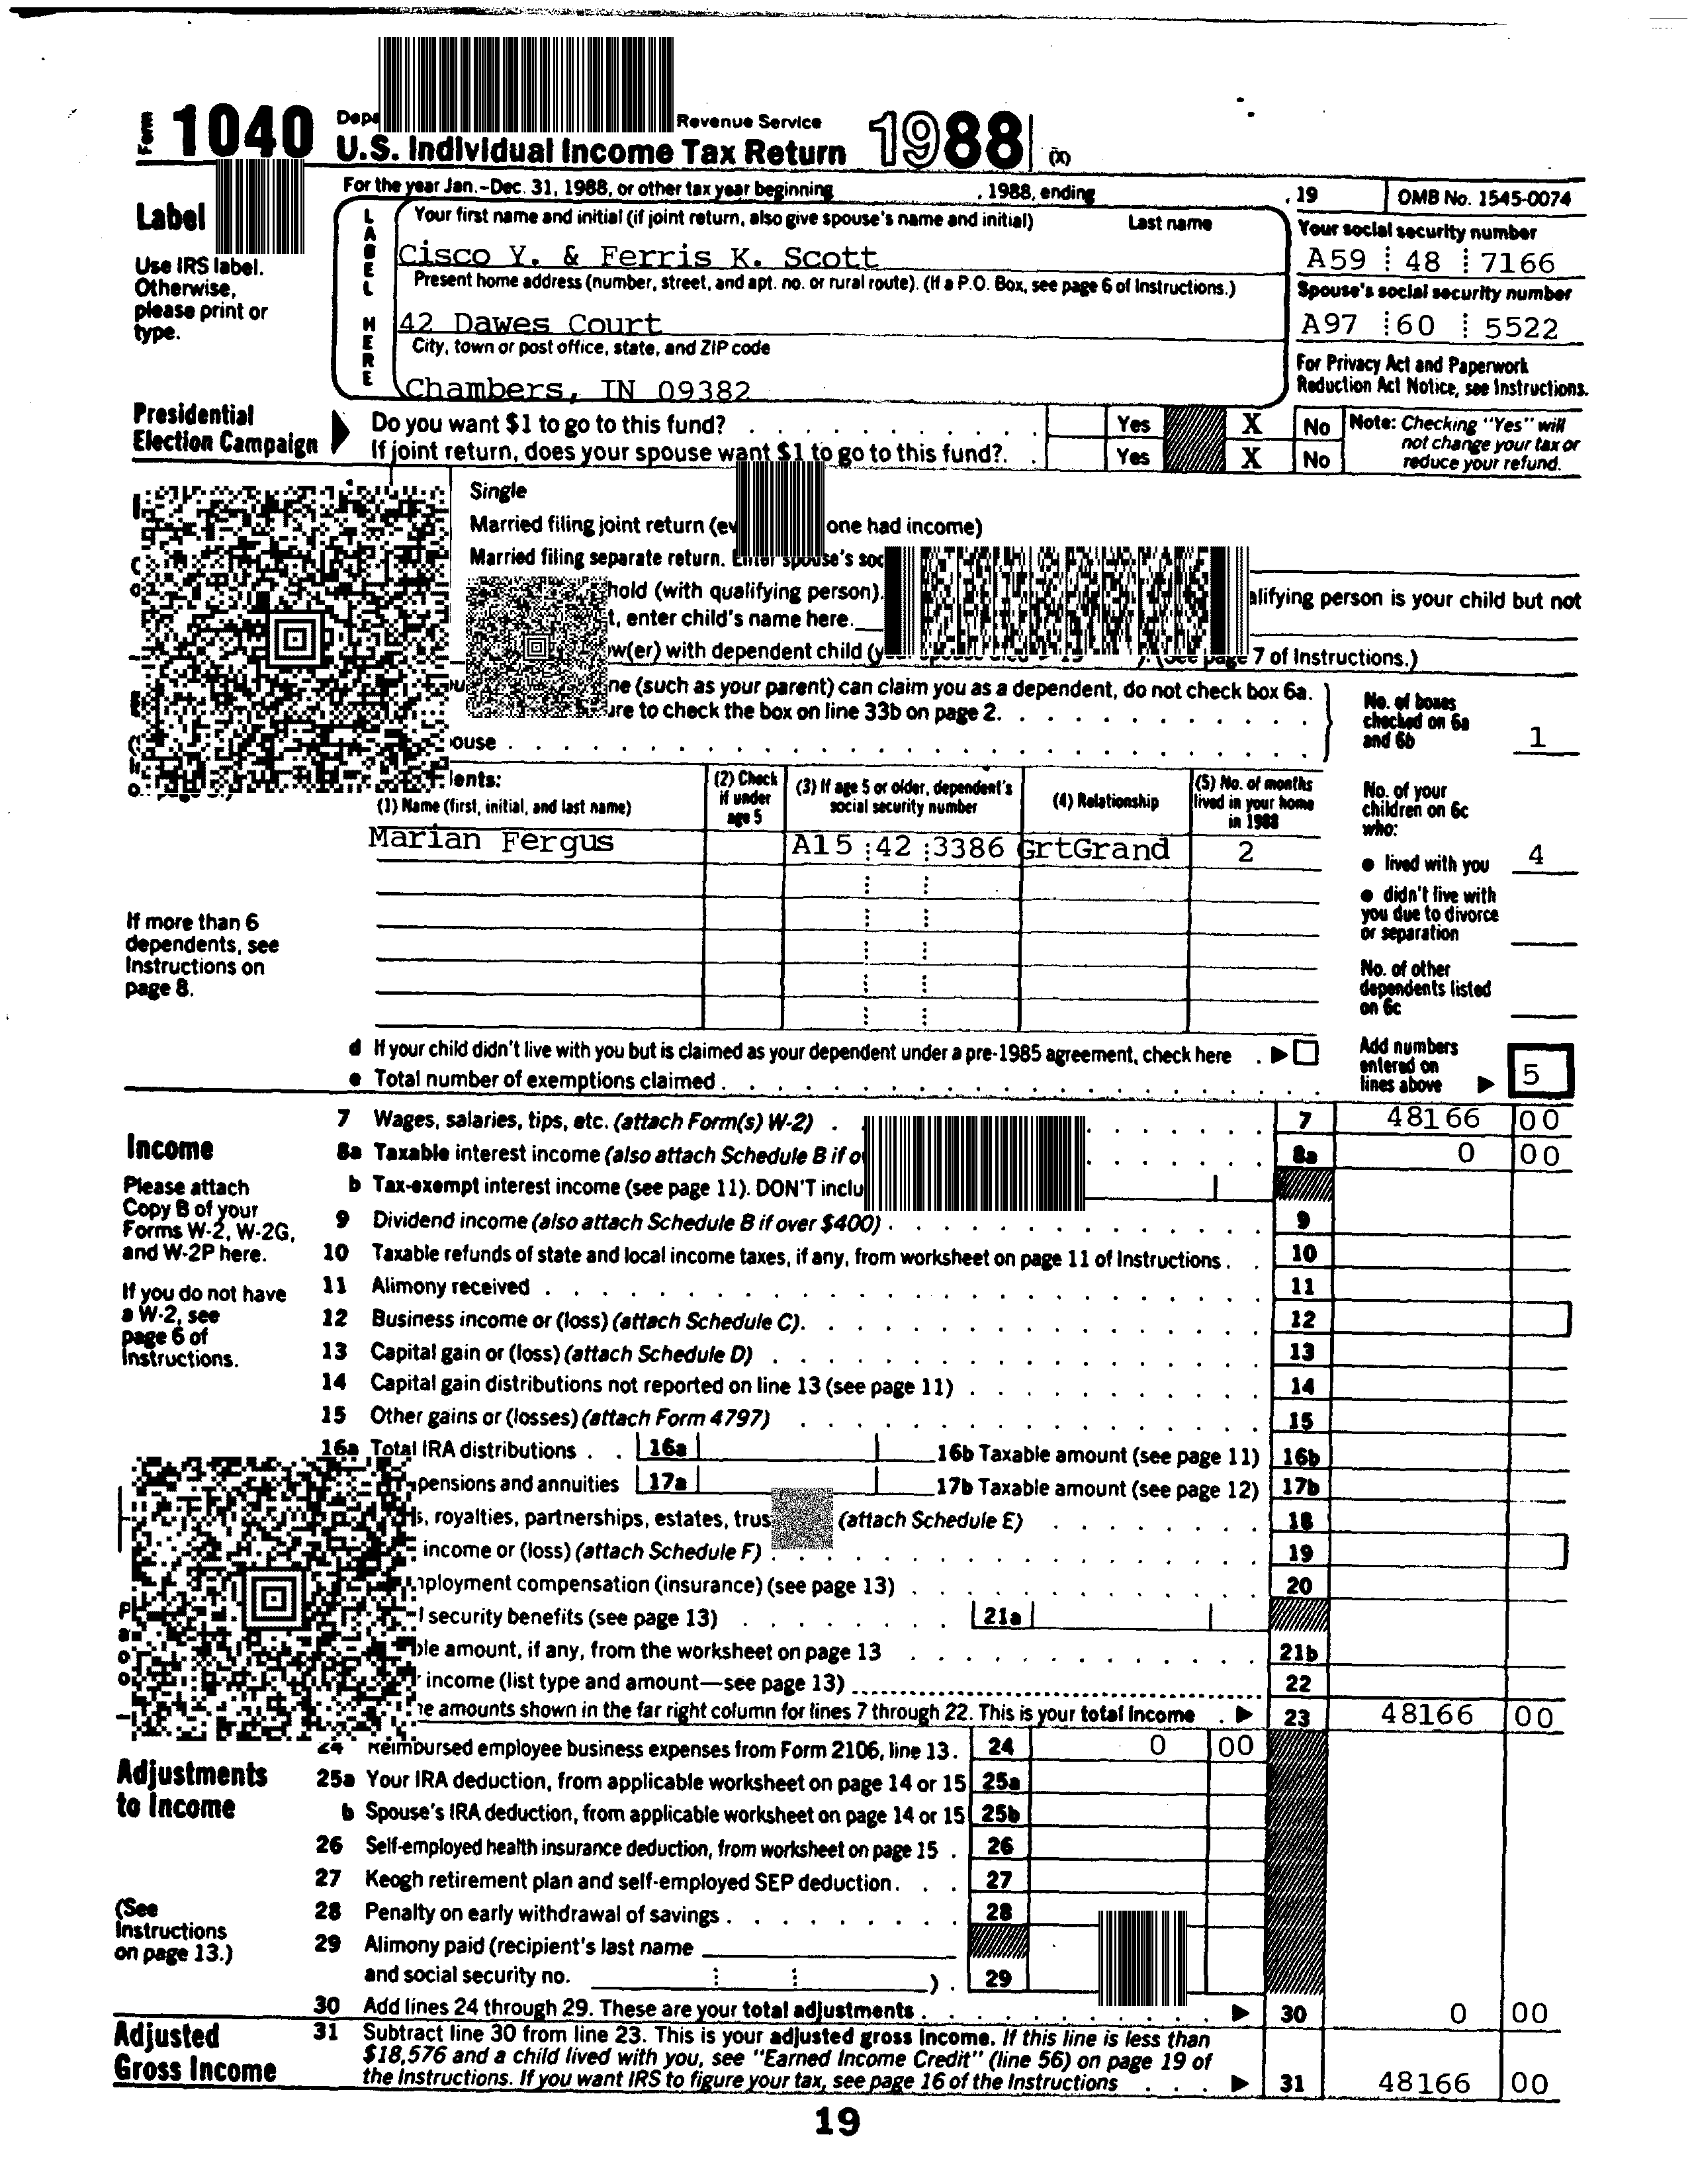 Form 1040 Revenue Service 1988 (X)
U.S. Individual Income Tax Return
For the year Jan.–Dec. 31, 1988, or other tax year beginning , 1988, ending , 19 OMB No. 1545-0074
Label
Use IRS label.
Otherwise,
please print or
type.
LABEL HERE
Your first name and initial (if joint return, also give spouse's name and initial) Last name
Cisco Y. & Ferris K. Scott
Present home address (number, street, and apt. no. or rural route). (If a P.O. Box, see page 6 of Instructions.)
42 Dawes Court
City, town or post office, state, and ZIP code
Chambers, IN 09382
Your social security number
A59 48 7166
Spouse's social security number
A97 60 5522
For Privacy Act and Paperwork
Reduction Act Notice, see Instructions.
Presidential
Election Campaign
Do you want $1 to go to this fund? Yes X No
If joint return, does your spouse want $1 to go to this fund?. Yes X No
Note: Checking "Yes" will
not change your tax or
reduce your refund.
Single
Married filing joint return one had income)
Married filing separate return. Enter spouse's
(with qualifying person). person is your child but not
enter child's name here.
with dependent child 7 of Instructions.)
(such as your parent) can claim you as a dependent, do not check box 6a.
to check the box on line 33b on page 2.
No. of boxes
checked on 6a
and 6b 1
(1) Name (first, initial, and last name)
(2) Check
if under
age 5
(3) If age 5 or older, dependent's
social security number
(4) Relationship
(5) No. of months
lived in your home
in 1988
Marian Fergus A15 42 3386 GrtGrand 2
No. of your
children on 6c
who:
● lived with you 4
● didn't live with
you due to divorce
or separation
No. of other
dependents listed
on 6c
If more than 6
dependents, see
Instructions on
page 8.
d If your child didn't live with you but is claimed as your dependent under a pre-1985 agreement, check here
e Total number of exemptions claimed
Add numbers
entered on
lines above 5
Income
Please attach
Copy B of your
Forms W-2, W-2G,
and W-2P here.
If you do not have
a W-2, see
page 6 of
Instructions.
7 Wages, salaries, tips, etc. (attach Form(s) W-2) 7 48166 00
8a Taxable interest income (also attach Schedule B if 8a 0 00
b Tax-exempt interest income (see page 11). DON'T
9 Dividend income (also attach Schedule B if over $400) 9
10 Taxable refunds of state and local income taxes, if any, from worksheet on page 11 of Instructions 10
11 Alimony received 11
12 Business income or (loss) (attach Schedule C). 12
13 Capital gain or (loss) (attach Schedule D) 13
14 Capital gain distributions not reported on line 13 (see page 11) 14
15 Other gains or (losses) (attach Form 4797) 15
16a Total IRA distributions 16a 16b Taxable amount (see page 11) 16b
pensions and annuities 17a 17b Taxable amount (see page 12) 17b
royalties, partnerships, estates, (attach Schedule E) 18
income or (loss) (attach Schedule F) 19
compensation (insurance) (see page 13) 20
security benefits (see page 13) 21a
amount, if any, from the worksheet on page 13 21b
income (list type and amount—see page 13) 22
amounts shown in the far right column for lines 7 through 22. This is your total income 23 48166 00
Adjustments
to Income
(See
Instructions
on page 13.)
24 Reimbursed employee business expenses from Form 2106, line 13. 24 0 00
25a Your IRA deduction, from applicable worksheet on page 14 or 15 25a
b Spouse's IRA deduction, from applicable worksheet on page 14 or 15 25b
26 Self-employed health insurance deduction, from worksheet on page 15 26
27 Keogh retirement plan and self-employed SEP deduction 27
28 Penalty on early withdrawal of savings 28
29 Alimony paid (recipient's last name
and social security no. ) 29
30 Add lines 24 through 29. These are your total adjustments 30 0 00
Adjusted
Gross Income
31 Subtract line 30 from line 23. This is your adjusted gross income. If this line is less than
$18,576 and a child lived with you, see "Earned Income Credit" (line 56) on page 19 of
the Instructions. If you want IRS to figure your tax, see page 16 of the Instructions 31 48166 00
19